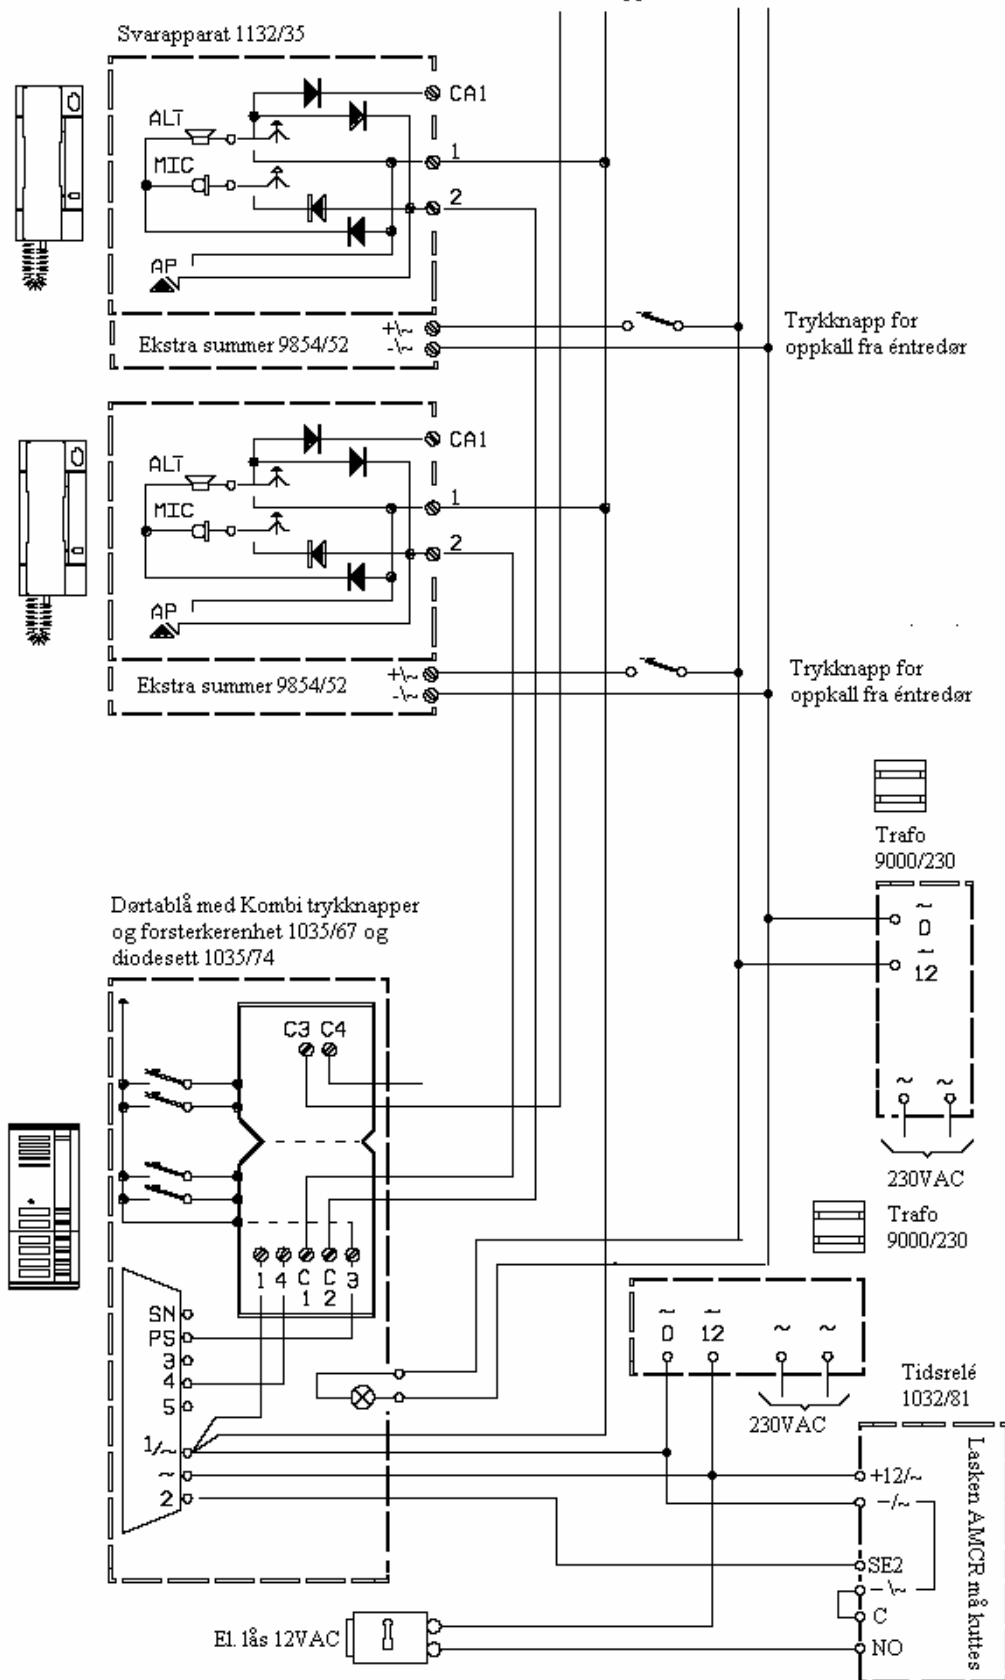 Svarapparat 1132/35
CA1
ALT
1
MIC
2
AP
+\~
Ekstra summer 9854/52
-\~
Trykknapp for
oppkall fra éntredør
CA1
ALT
1
MIC
2
AP
+\~
Ekstra summer 9854/52
-\~
Trykknapp for
oppkall fra éntredør
Trafo
9000/230
~
0
~
12
~ ~
230VAC
Dørtablå med Kombi trykknapper
og forsterkerenhet 1035/67 og
diodesett 1035/74
C3 C4
1 4 C1 C2 3
Trafo
9000/230
~ ~
0 12 ~ ~
230VAC
SN
PS
3
4
5
1/~
~
2
Tidsrelé
1032/81
+12/~
-/~
SE2
-\~
C
NO
Lasken AMCR må kuttes
El. lås 12VAC